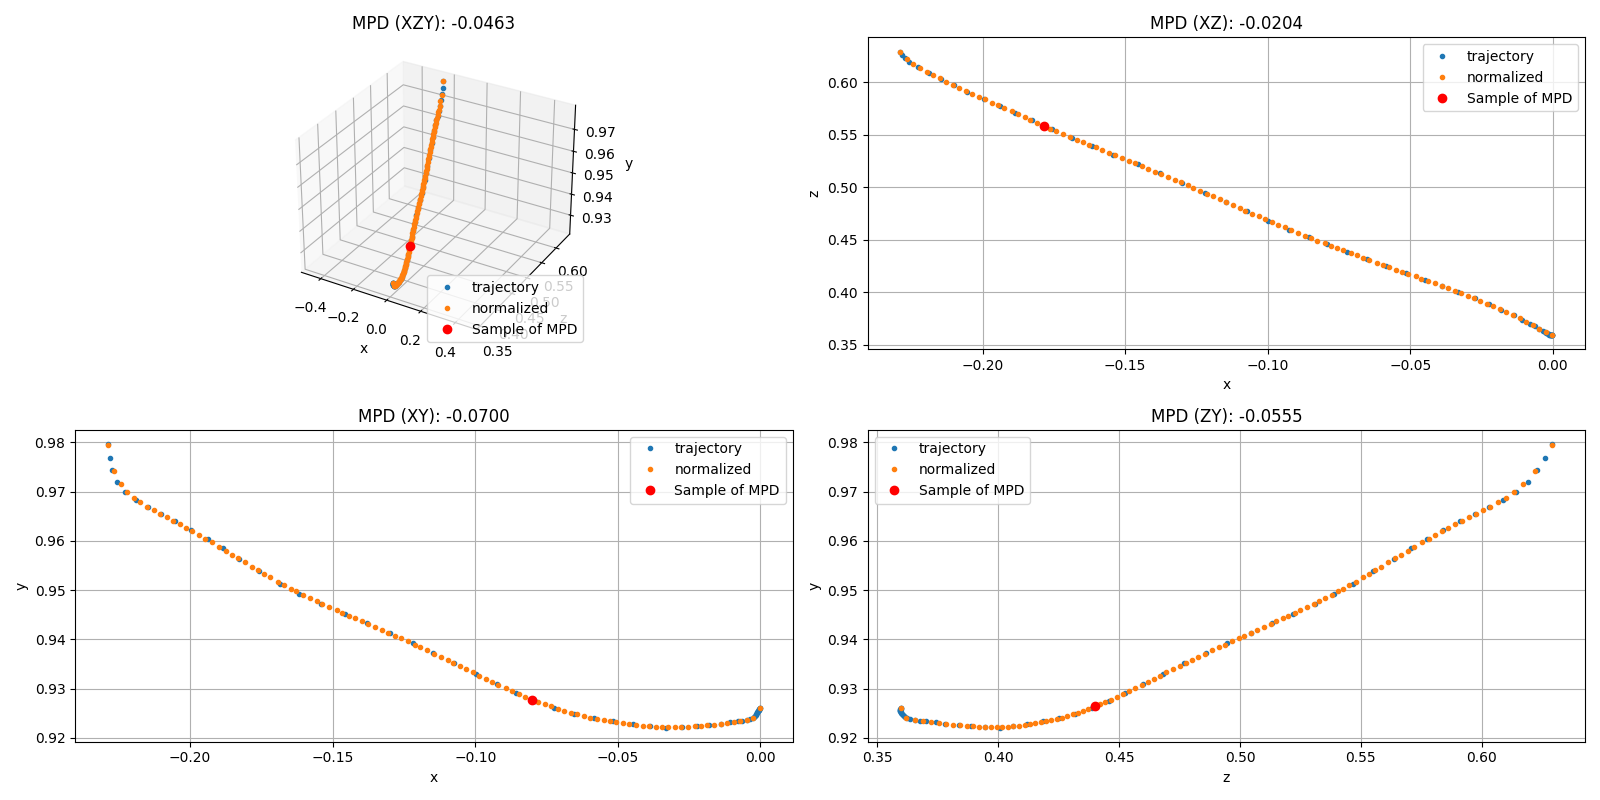 MPD (XZY): -0.0463
0.97
0.96
0.95
0.94
0.93
y
0.60
0.55
0.50
0.45
0.40
0.35
z
−0.4
−0.2
0.0
0.2
0.4
x
trajectory
normalized
Sample of MPD
MPD (XZ): -0.0204
trajectory
normalized
Sample of MPD
0.60
0.55
0.50
0.45
0.40
0.35
z
−0.20 −0.15 −0.10 −0.05 0.00
x
MPD (XY): -0.0700
trajectory
normalized
Sample of MPD
0.98
0.97
0.96
0.95
0.94
0.93
0.92
y
−0.20 −0.15 −0.10 −0.05 0.00
x
MPD (ZY): -0.0555
trajectory
normalized
Sample of MPD
0.98
0.97
0.96
0.95
0.94
0.93
0.92
y
0.35 0.40 0.45 0.50 0.55 0.60
z